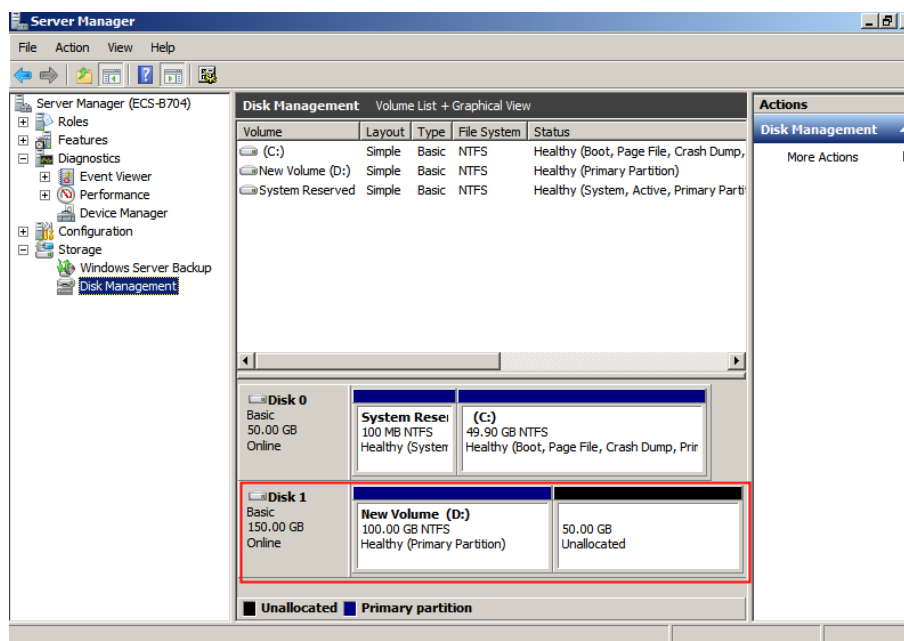 Server Manager
File Action View Help
Server Manager (ECS-B704)
Roles
Features
Diagnostics
Event Viewer
Performance
Device Manager
Configuration
Storage
Windows Server Backup
Disk Management
Disk Management Volume List + Graphical View
Volume Layout Type File System Status
(C:) Simple Basic NTFS Healthy (Boot, Page File, Crash Dump,
New Volume (D:) Simple Basic NTFS Healthy (Primary Partition)
System Reserved Simple Basic NTFS Healthy (System, Active, Primary Parti
Disk 0
Basic
50.00 GB
Online
System Reser
100 MB NTFS
Healthy (System
(C:)
49.90 GB NTFS
Healthy (Boot, Page File, Crash Dump, Prir
Disk 1
Basic
150.00 GB
Online
New Volume (D:)
100.00 GB NTFS
Healthy (Primary Partition)
50.00 GB
Unallocated
Unallocated Primary partition
Actions
Disk Management
More Actions